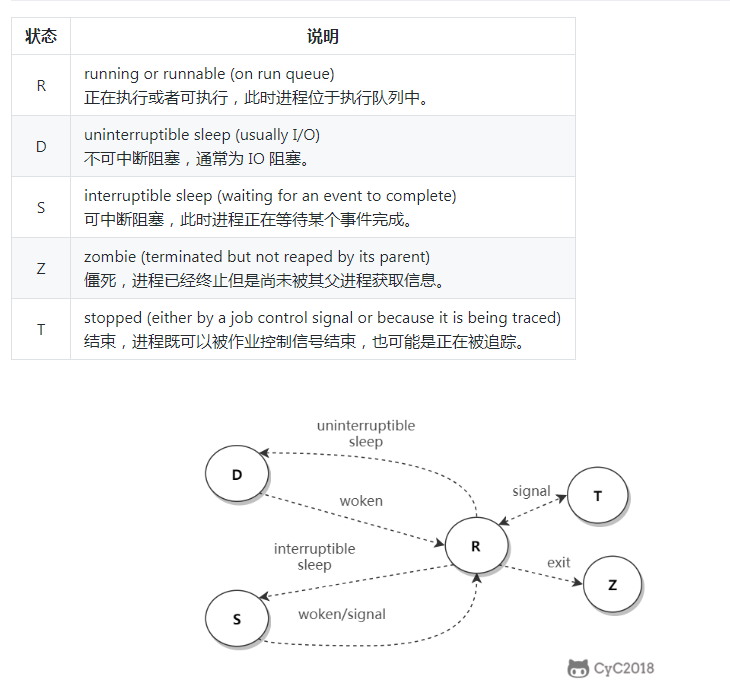 状态 说明
R
running or runnable (on run queue)
正在执行或者可执行，此时进程位于执行队列中。
D
uninterruptible sleep (usually I/O)
不可中断阻塞，通常为 IO 阻塞。
S
interruptible sleep (waiting for an event to complete)
可中断阻塞，此时进程正在等待某个事件完成。
Z
zombie (terminated but not reaped by its parent)
僵死，进程已经终止但是尚未被其父进程获取信息。
T
stopped (either by a job control signal or because it is being traced)
结束，进程既可以被作业控制信号结束，也可能是正在被追踪。
uninterruptible
sleep
D
woken
signal
T
R
interruptible
sleep
exit
Z
S
woken/signal
CyC2018